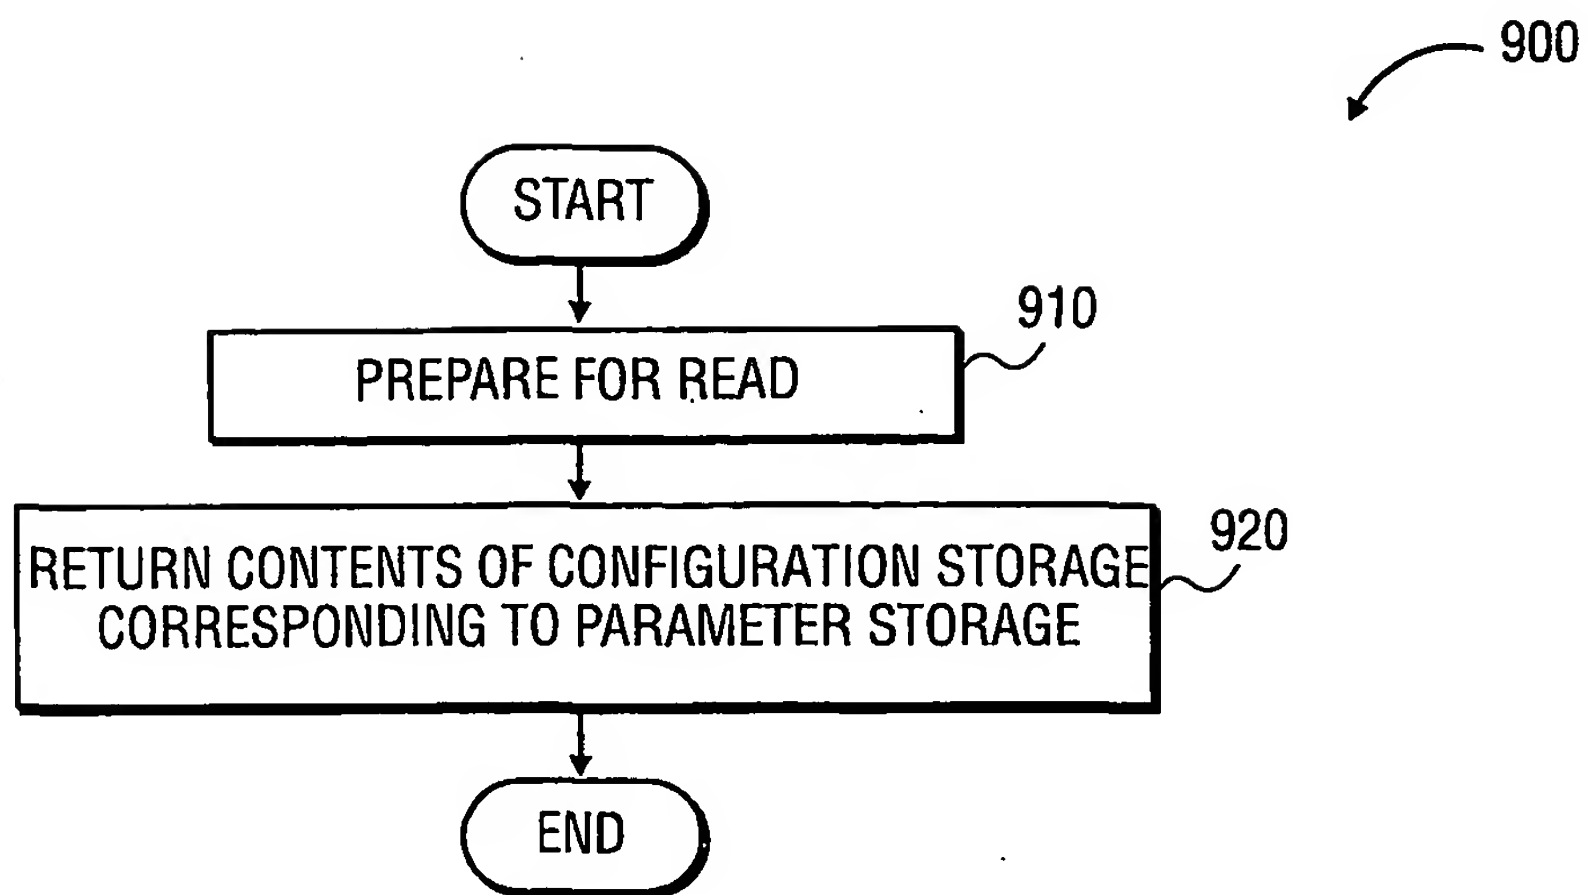 900
START
910
PREPARE FOR READ
920
RETURN CONTENTS OF CONFIGURATION STORAGE
CORRESPONDING TO PARAMETER STORAGE
END